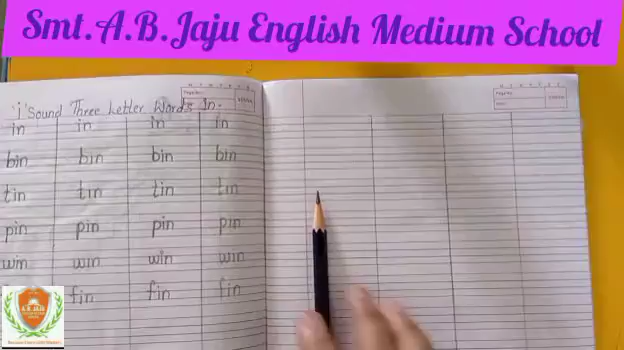 Smt.A.B.Jaju English Medium School
'i' Sound Three Letter Words In.
in in in in
bin bin bin bin
tin tin tin tin
pin pin pin pin
win win win win
fin fin fin
A.B. JAJU